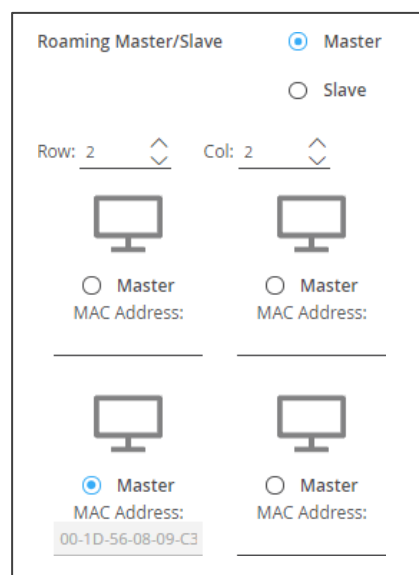 Roaming Master/Slave Master
Slave
Row: 2 Col: 2
Master Master
MAC Address: MAC Address:
Master Master
MAC Address: MAC Address:
00-1D-56-08-09-C3